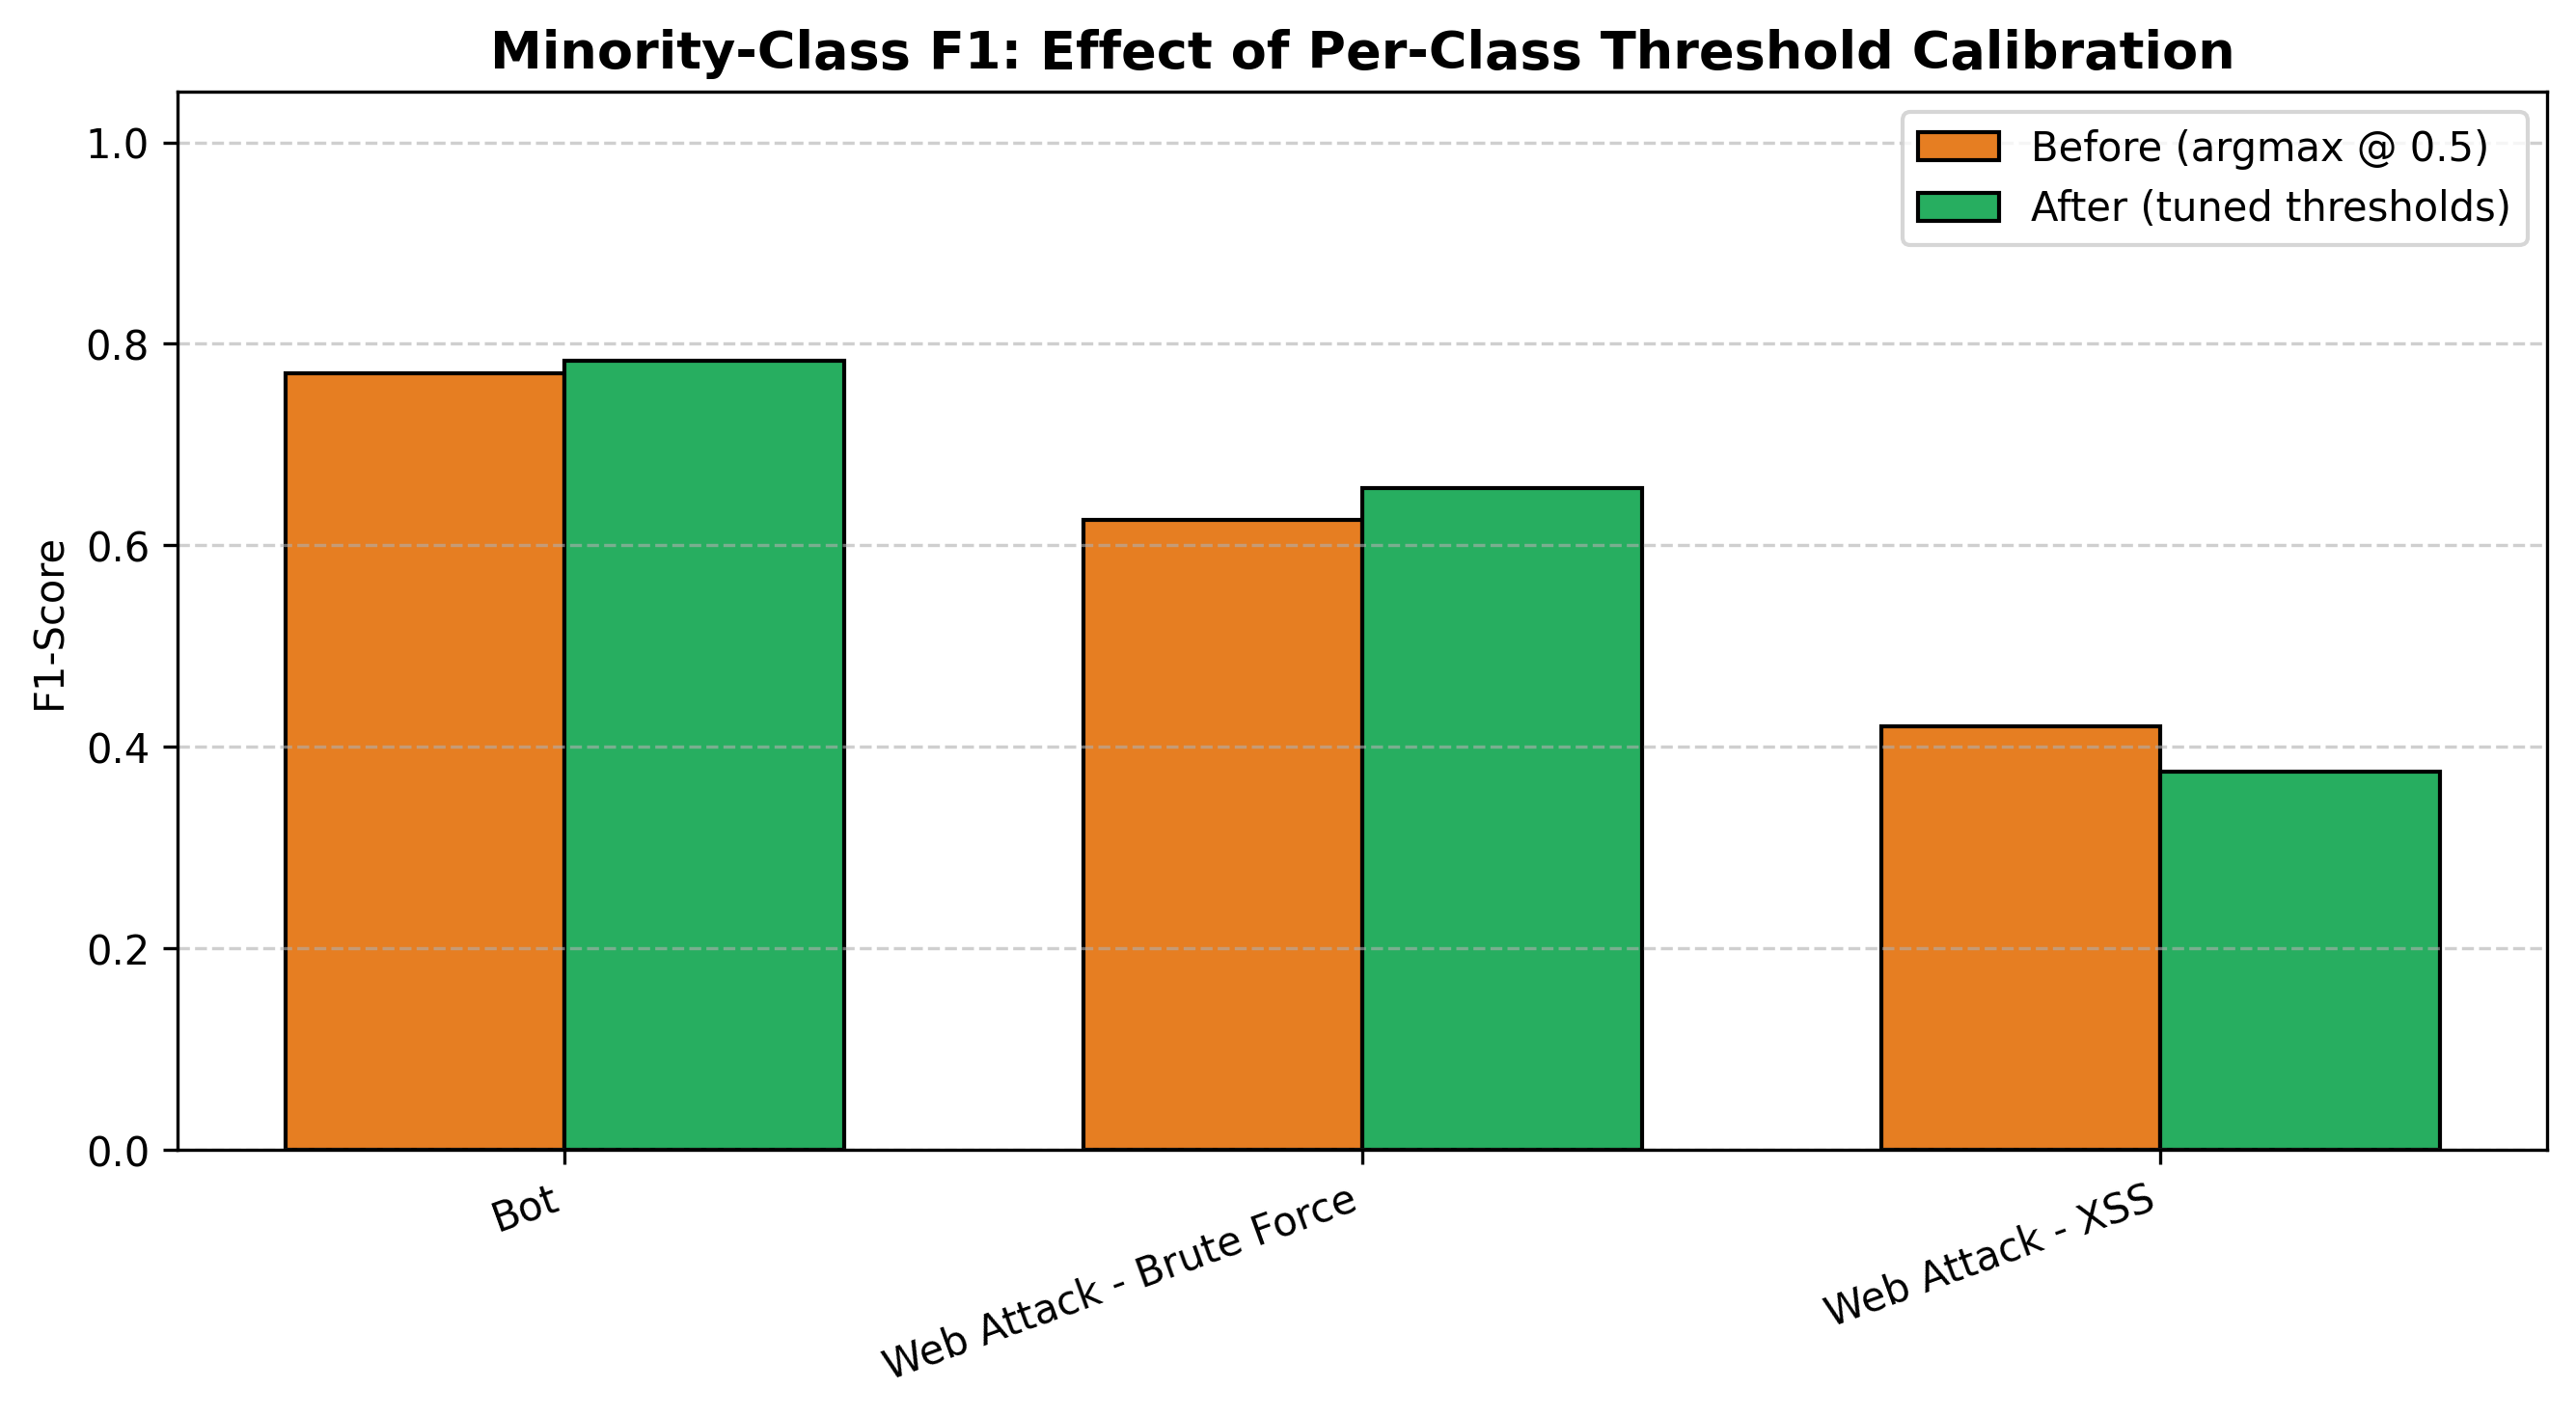 Minority-Class F1: Effect of Per-Class Threshold Calibration
Before (argmax @ 0.5)
After (tuned thresholds)
F1-Score
1.0
0.8
0.6
0.4
0.2
0.0
Bot
Web Attack - Brute Force
Web Attack - XSS